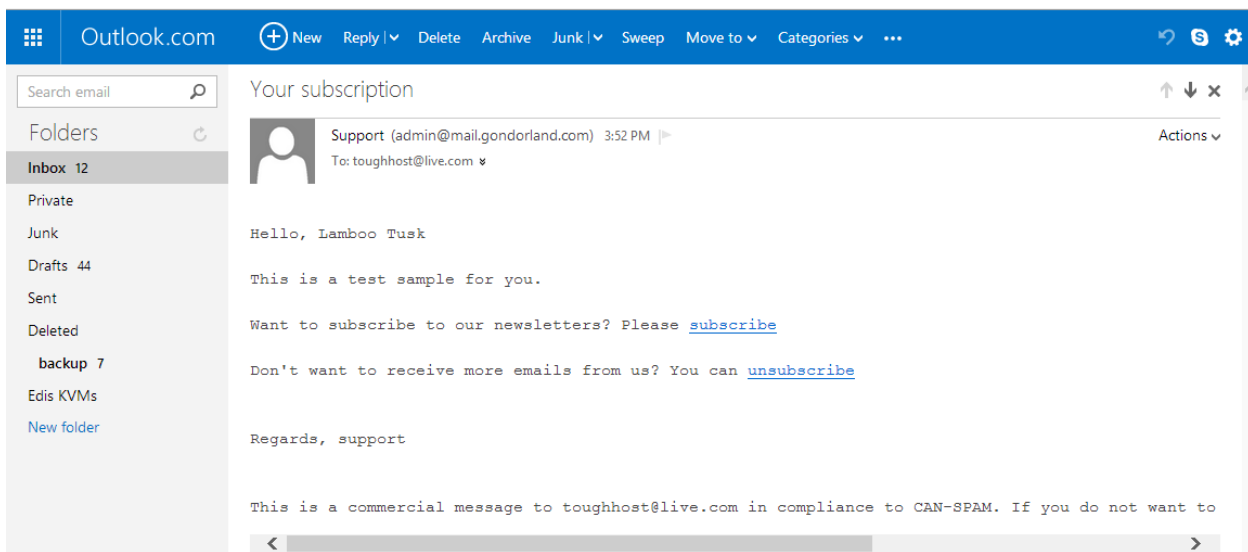 Outlook.com New Reply Delete Archive Junk Sweep Move to Categories ...
Search email
Folders
Inbox 12
Private
Junk
Drafts 44
Sent
Deleted
backup 7
Edis KVMs
New folder
Your subscription
Support (admin@mail.gondorland.com) 3:52 PM
Actions
To: toughhost@live.com
Hello, Lamboo Tusk
This is a test sample for you.
Want to subscribe to our newsletters? Please subscribe
Don't want to receive more emails from us? You can unsubscribe
Regards, support
This is a commercial message to toughhost@live.com in compliance to CAN-SPAM. If you do not want to